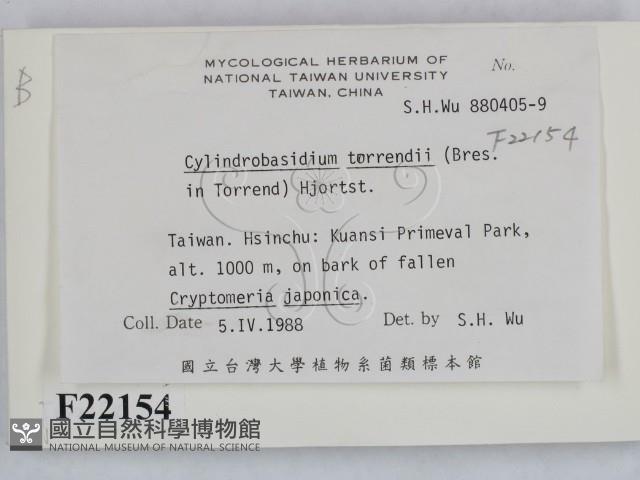 B
MYCOLOGICAL HERBARIUM OF
NATIONAL TAIWAN UNIVERSITY
TAIWAN, CHINA
No.
S.H.Wu 880405-9
F22154
Cylindrobasidium torrendii (Bres.
in Torrend) Hjortst.
Taiwan. Hsinchu: Kuansi Primeval Park,
alt. 1000 m, on bark of fallen
Cryptomeria japonica.
Coll. Date 5.IV.1988 Det. by S.H. Wu
國立台灣大學植物系菌類標本館
F22154
國立自然科學博物館
NATIONAL MUSEUM OF NATURAL SCIENCE